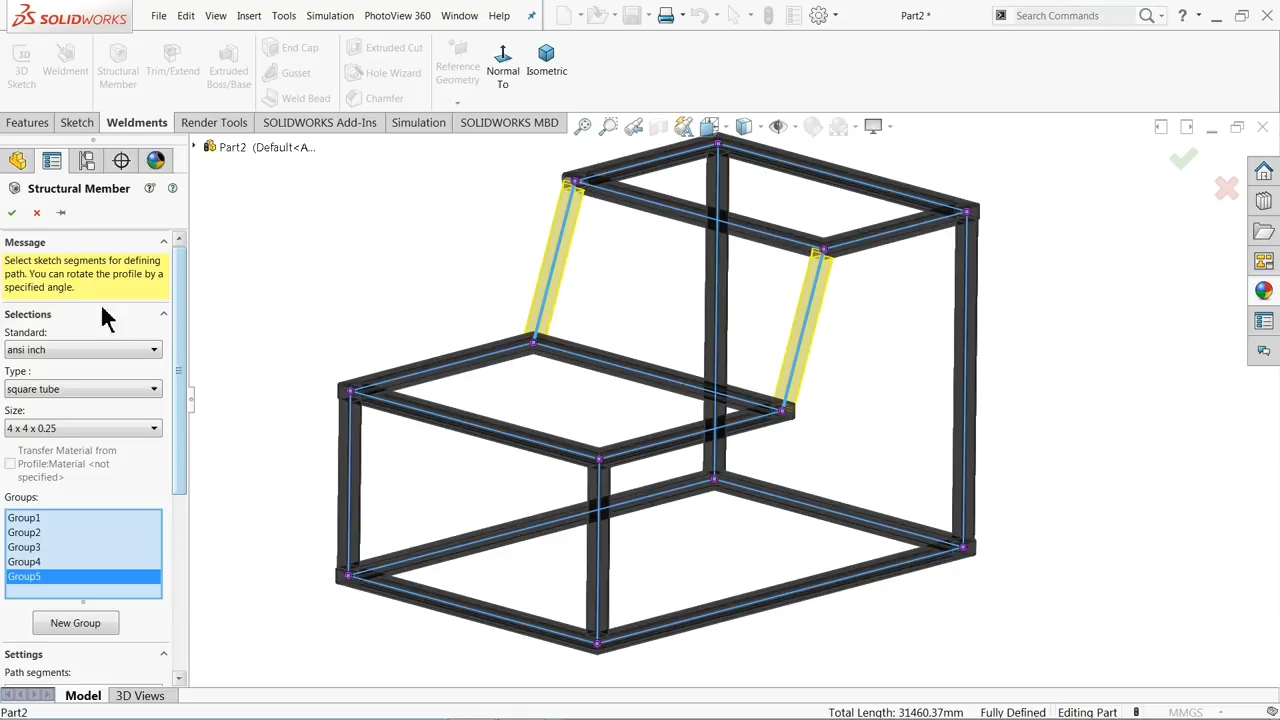 SOLIDWORKS
File Edit View Insert Tools Simulation PhotoView 360 Window Help
Part2 *
Search Commands
?
3D Sketch
Weldment
Structural Member
Trim/Extend
Extruded Boss/Base
End Cap
Gusset
Weld Bead
Extruded Cut
Hole Wizard
Chamfer
Reference Geometry
Normal To
Isometric
Features Sketch Weldments Render Tools SOLIDWORKS Add-Ins Simulation SOLIDWORKS MBD
Part2 (Default<A...
Structural Member
Message
Select sketch segments for defining
path. You can rotate the profile by a
specified angle.
Selections
Standard:
ansi inch
Type :
square tube
Size:
4 x 4 x 0.25
Transfer Material from
Profile:Material <not
specified>
Groups:
Group1
Group2
Group3
Group4
Group5
New Group
Settings
Path segments:
Model 3D Views
Part2
Total Length: 31460.37mm Fully Defined Editing Part MMGS